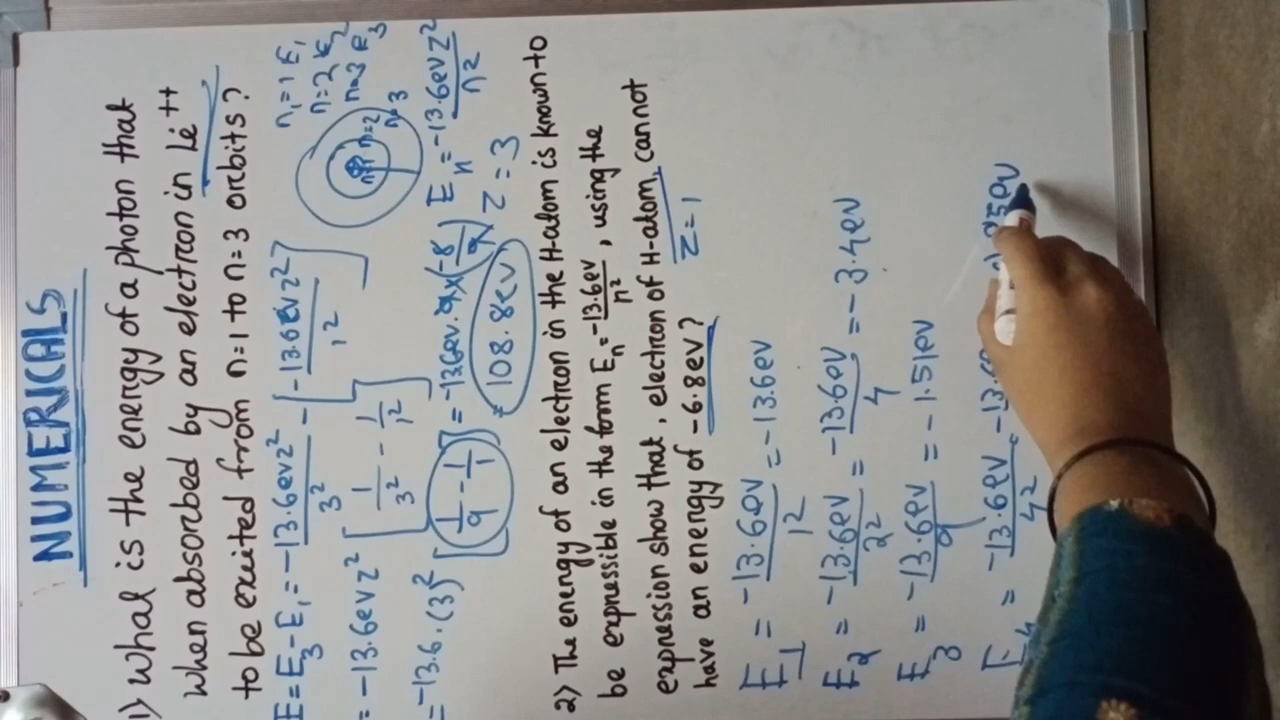 NUMERICALS
1) What is the energy of a photon that
when absorbed by an electron in Li++
to be exited from n=1 to n=3 orbits?
n1=1 E1
n=2 E2
n=3 E3
n=2
n=3
E = E3-E1 = -13.6evz²/3² - [-13.6evz²/1²]
= -13.6evz² [1/3² - 1/1²]
En = -13.6evz²/n²
= -13.6.(3)² [1/9 - 1/1] = -13.6ev.9x(-8/9)
z=3
= 108.8ev
2) The energy of an electron in the H-atom is known to
be expressible in the form En = -13.6ev/n², using the
expression show that, electron of H-atom, cannot
have an energy of -6.8ev?
z=1
E1 = -13.6ev/1² = -13.6ev
E2 = -13.6ev/2² = -13.6ev/4 = -3.4ev
E3 = -13.6ev/9 = -1.51ev
E4 = -13.6ev/4² = -13.